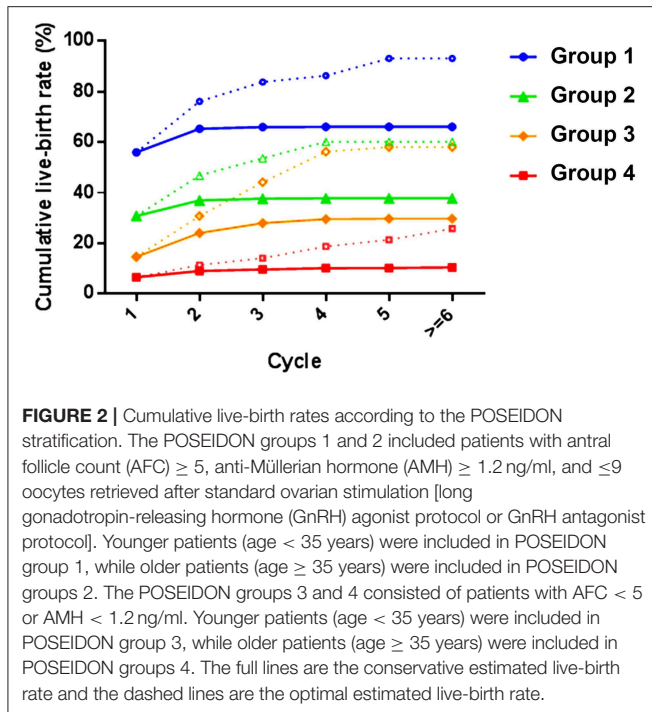 Cumulative live-birth rate (%)
100
80
60
40
20
0
1
2
3
4
5
>=6
Cycle
Group 1
Group 2
Group 3
Group 4
FIGURE 2 | Cumulative live-birth rates according to the POSEIDON
stratification. The POSEIDON groups 1 and 2 included patients with antral
follicle count (AFC) ≥ 5, anti-Müllerian hormone (AMH) ≥ 1.2 ng/ml, and ≤9
oocytes retrieved after standard ovarian stimulation [long
gonadotropin-releasing hormone (GnRH) agonist protocol or GnRH antagonist
protocol]. Younger patients (age < 35 years) were included in POSEIDON
group 1, while older patients (age ≥ 35 years) were included in POSEIDON
groups 2. The POSEIDON groups 3 and 4 consisted of patients with AFC < 5
or AMH < 1.2 ng/ml. Younger patients (age < 35 years) were included in
POSEIDON group 3, while older patients (age ≥ 35 years) were included in
POSEIDON groups 4. The full lines are the conservative estimated live-birth
rate and the dashed lines are the optimal estimated live-birth rate.